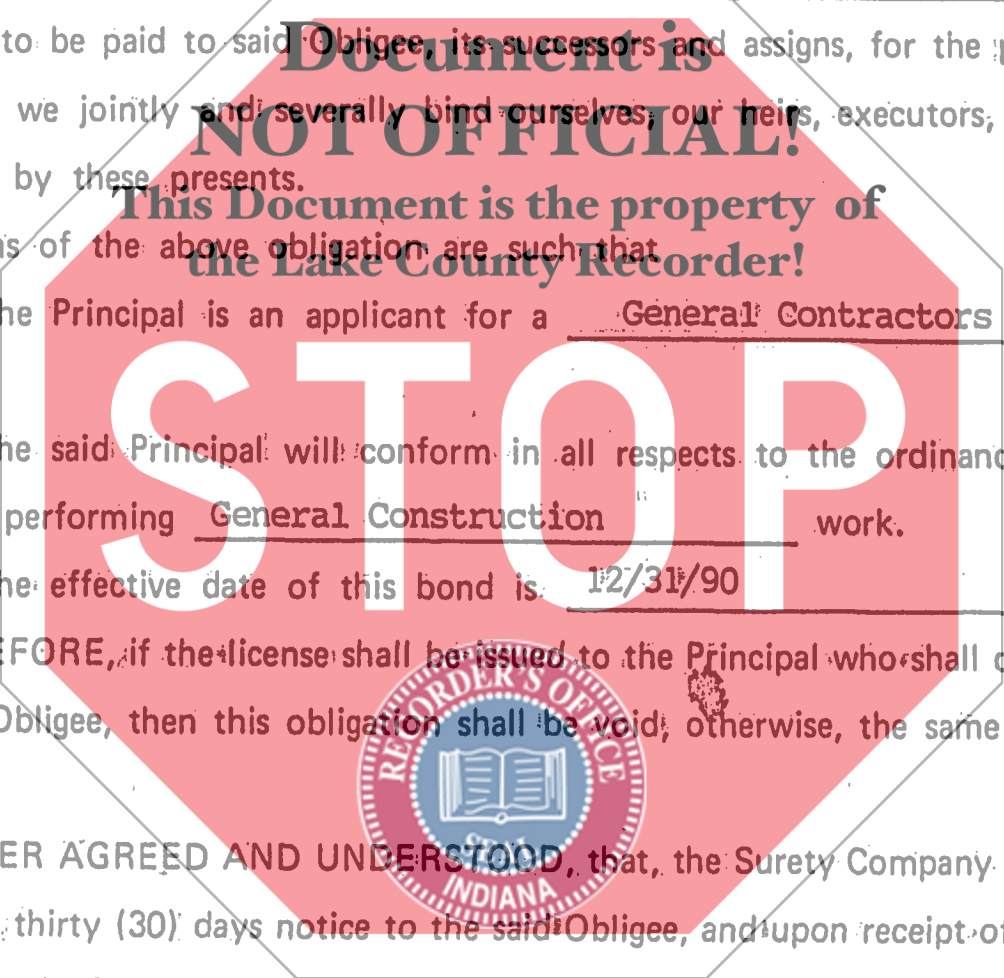 to be paid to said Obligee, its successors and assigns, for the
Document is
we jointly and severally bind ourselves, our heirs, executors,
NOT OFFICIAL!
by these presents.
This Document is the property of
of the above obligation are such that
the Lake County Recorder!
he Principal is an applicant for a General Contractors
STOP
he said Principal will conform in all respects to the ordinanc
performing General Construction work.
he effective date of this bond is 12/31/90
EFORE, if the license shall be issued to the Principal who shall
RECORDER'S OFFICE
Obligee, then this obligation shall be void; otherwise, the same
SEAL
ER AGREED AND UNDERSTOOD, that, the Surety Company
INDIANA
thirty (30) days notice to the said Obligee, and upon receipt of